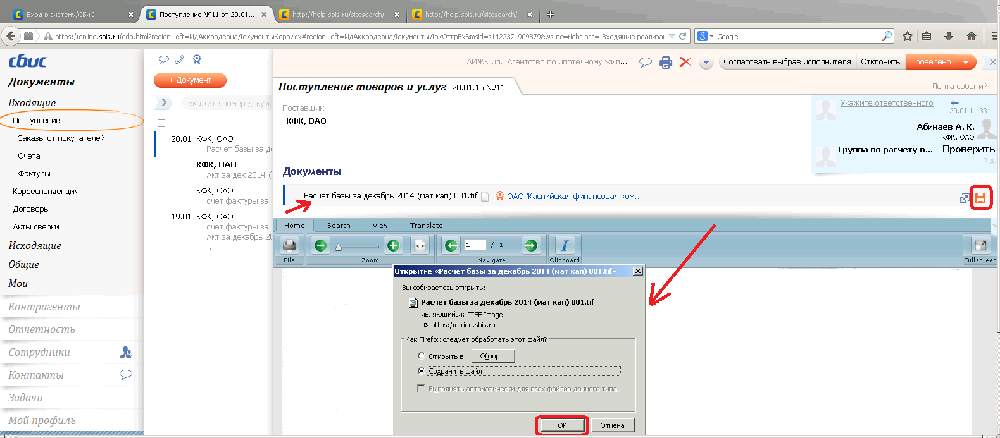 Вход в систему/СБиС
Поступление №11 от 20.01...
http://help.sbis.ru/sitesearch/
http://help.sbis.ru/sitesearch/
https://online.sbis.ru/edo.html?region_left=ИдАккордеонаДокументыКоррИсх#region_left=ИдАккордеонаДокументыДокОтгрВх&msid=s1422371909879&ws-nc=right-acc=;Входящие реализа
Google
сбис
Документы
Входящие
Поступление
Заказы от покупателей
Счета
Фактуры
Корреспонденция
Договоры
Акты сверки
Исходящие
Общие
Мои
Контрагенты
Отчетность
Сотрудники
Контакты
Задачи
Мой профиль
+ Документ
Укажите номер докуме
20.01 КФК, ОАО
Расчет базы за де
КФК, ОАО
Акт за дек 2014 (
КФК, ОАО
счет фактуры за
19.01 КФК, ОАО
счет фактуры за
Акт за декабрь 20
...
АИЖК или Агентство по ипотечному жил...
Согласовать выбрав исполнителя
Отклонить
Проверено
Поступление товаров и услуг 20.01.15 №11
Лента событий
Поставщик
КФК, ОАО
Укажите ответственного
20.01 11:33
Абинаев А. К.
КФК, ОАО
Группа по расчету в... Проверить
7 д.
Документы
Расчет базы за декабрь 2014 (мат кап) 001.tif
ОАО 'Каспийская финансовая ком...
Home Search View Translate
1 / 1
File Zoom Navigate Clipboard Fullscreen
Открытие «Расчет базы за декабрь 2014 (мат кап) 001.tif»
Вы собираетесь открыть:
Расчет базы за декабрь 2014 (мат кап) 001.tif
являющийся: TIFF Image
из https://online.sbis.ru
Как Firefox следует обработать этот файл?
Открыть в Обзор...
Сохранить файл
Выполнять автоматически для всех файлов данного типа.
OK Отмена